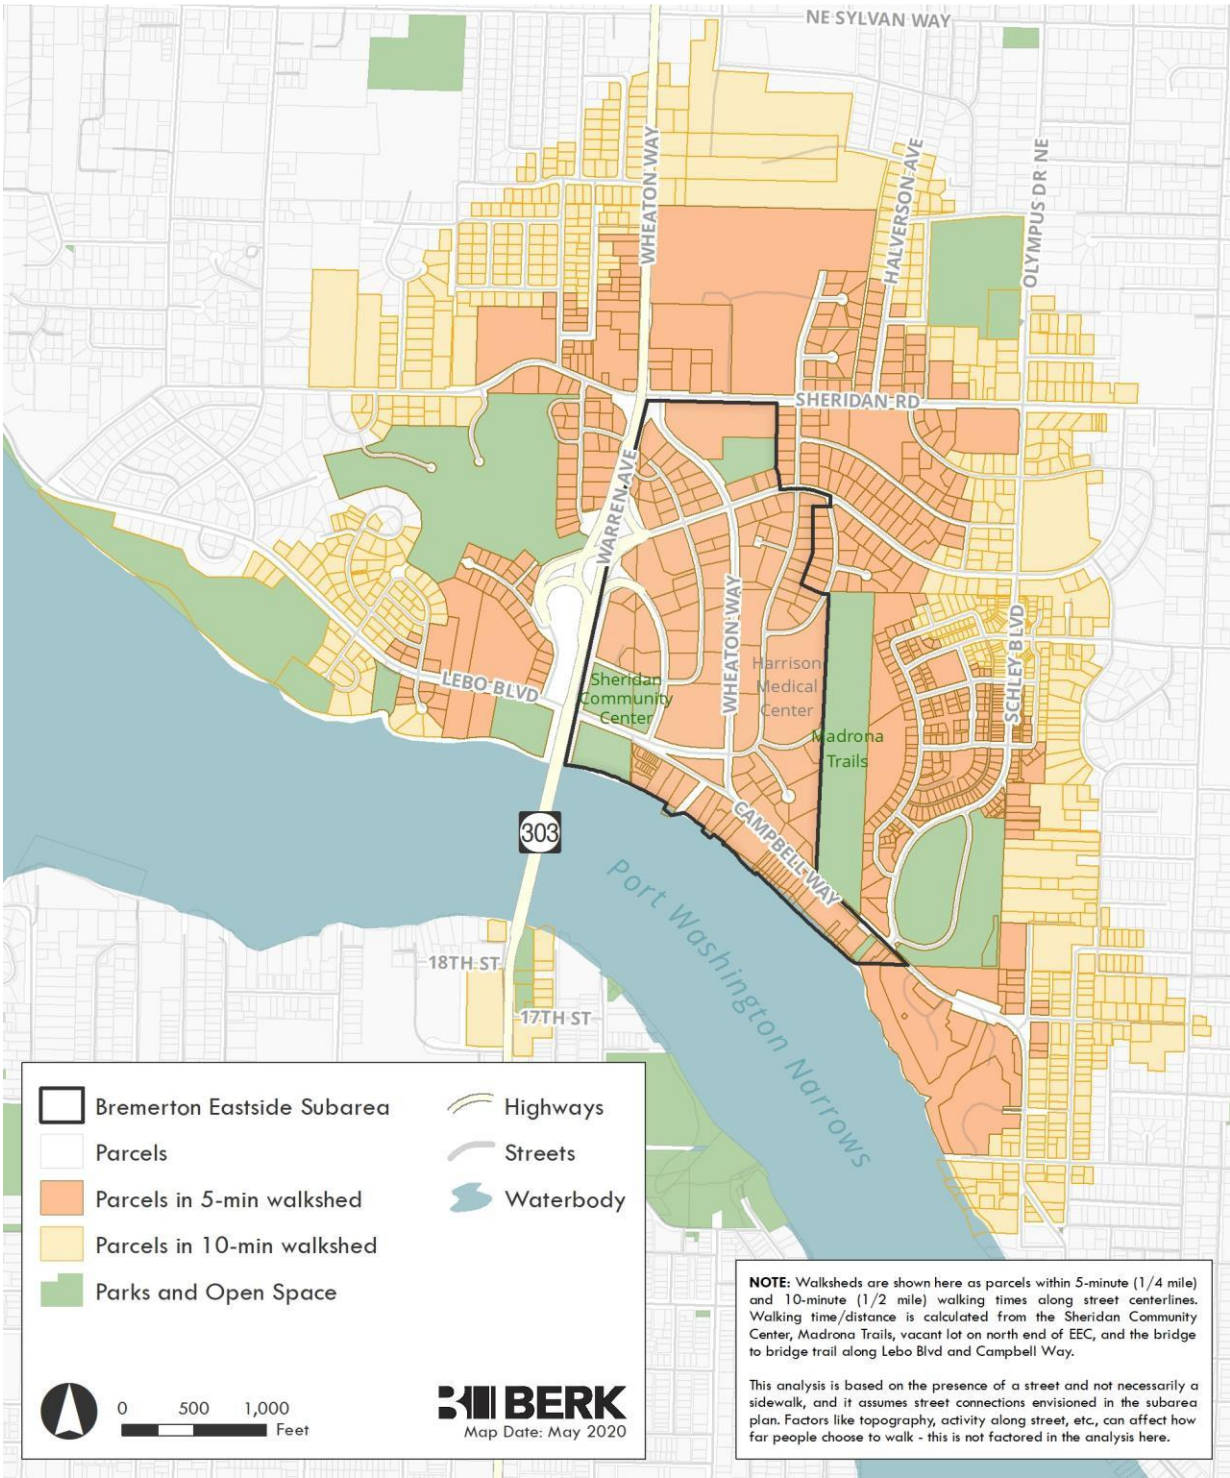 NE SYLVAN WAY
WHEATON WAY
HALVERSON AVE
OLYMPUS DR NE
SHERIDAN RD
WARREN AVE
WHEATON WAY
SCHLEY BLVD
LEBO BLVD
Sheridan
Community
Center
Harrison
Medical
Center
Madrona
Trails
303
CAMPBELL WAY
Port Washington Narrows
18TH ST
17TH ST
Bremerton Eastside Subarea
Parcels
Parcels in 5-min walkshed
Parcels in 10-min walkshed
Parks and Open Space
Highways
Streets
Waterbody
0 500 1,000
Feet
BERK
Map Date: May 2020
NOTE: Walksheds are shown here as parcels within 5-minute (1/4 mile)
and 10-minute (1/2 mile) walking times along street centerlines.
Walking time/distance is calculated from the Sheridan Community
Center, Madrona Trails, vacant lot on north end of EEC, and the bridge
to bridge trail along Lebo Blvd and Campbell Way.
This analysis is based on the presence of a street and not necessarily a
sidewalk, and it assumes street connections envisioned in the subarea
plan. Factors like topography, activity along street, etc., can affect how
far people choose to walk - this is not factored in the analysis here.